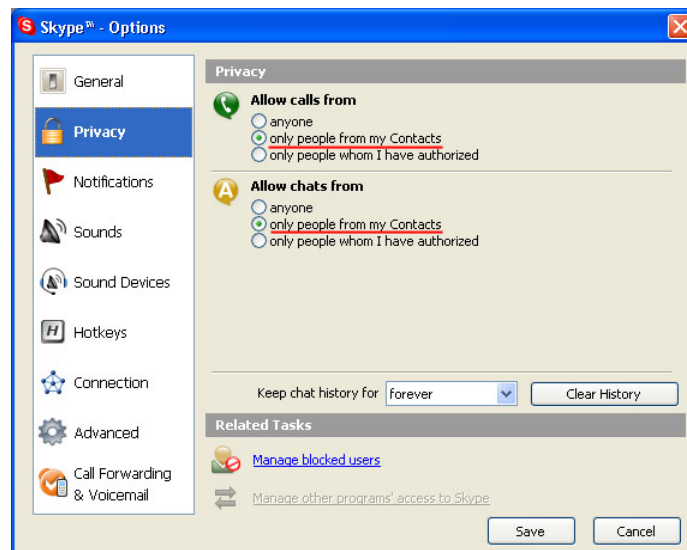 Skype™ - Options
General
Privacy
Notifications
Sounds
Sound Devices
H
Hotkeys
Connection
Advanced
Call Forwarding
& Voicemail
Privacy
Allow calls from
anyone
only people from my Contacts
only people whom I have authorized
A
Allow chats from
anyone
only people from my Contacts
only people whom I have authorized
Keep chat history for forever Clear History
Related Tasks
Manage blocked users
Manage other programs' access to Skype
Save Cancel